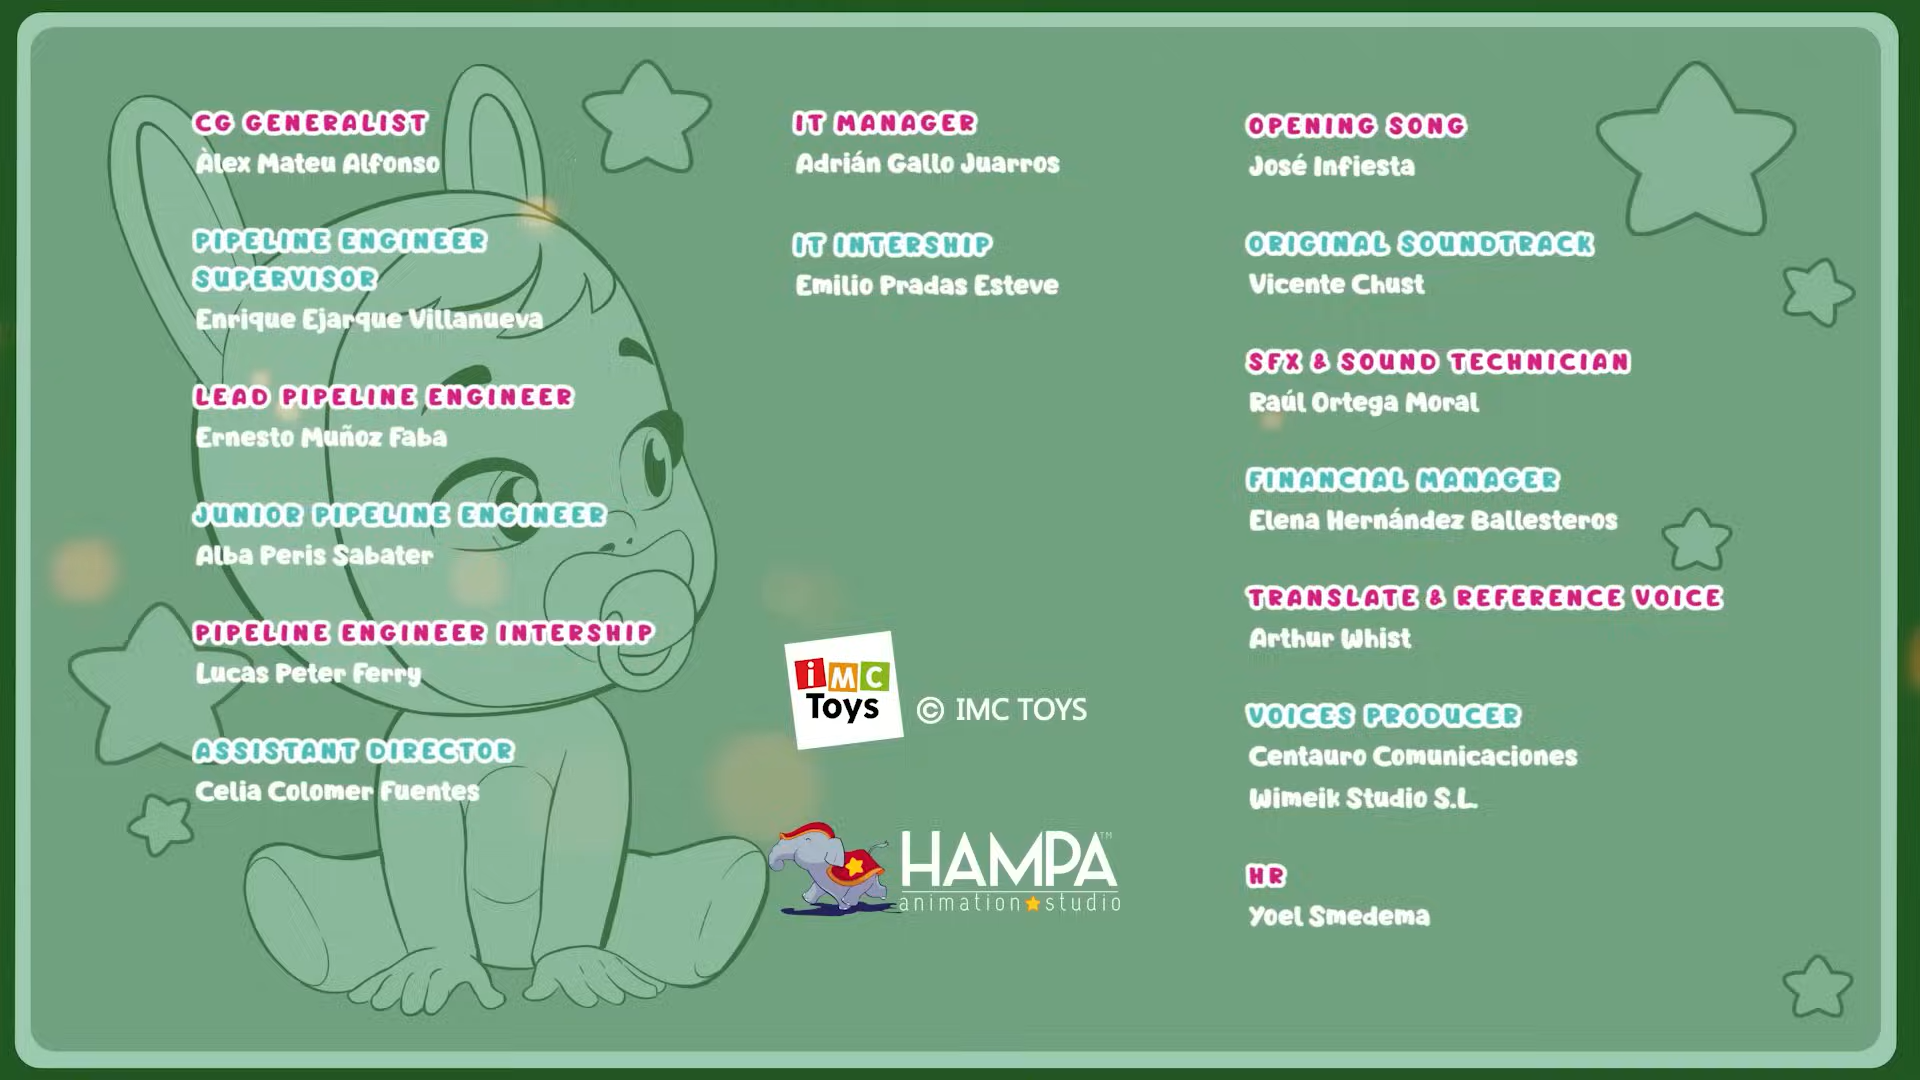 CG GENERALIST
Àlex Mateu Alfonso
PIPELINE ENGINEER
SUPERVISOR
Enrique Ejarque Villanueva
LEAD PIPELINE ENGINEER
Ernesto Muñoz Faba
JUNIOR PIPELINE ENGINEER
Alba Peris Sabater
PIPELINE ENGINEER INTERSHIP
Lucas Peter Ferry
ASSISTANT DIRECTOR
Celia Colomer Fuentes
IT MANAGER
Adrián Gallo Juarros
IT INTERSHIP
Emilio Pradas Esteve
iMC
Toys
© IMC TOYS
HAMPA™
animation studio
OPENING SONG
José Infiesta
ORIGINAL SOUNDTRACK
Vicente Chust
SFX & SOUND TECHNICIAN
Raúl Ortega Moral
FINANCIAL MANAGER
Elena Hernández Ballesteros
TRANSLATE & REFERENCE VOICE
Arthur Whist
VOICES PRODUCER
Centauro Comunicaciones
Wimeik Studio S.L.
HR
Yoel Smedema